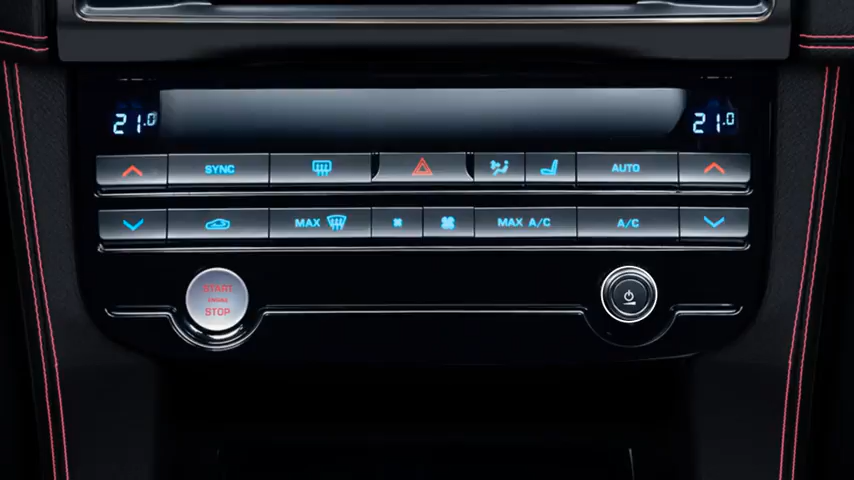 21.0 21.0
SYNC AUTO
MAX MAX A/C A/C
START
ENGINE
STOP